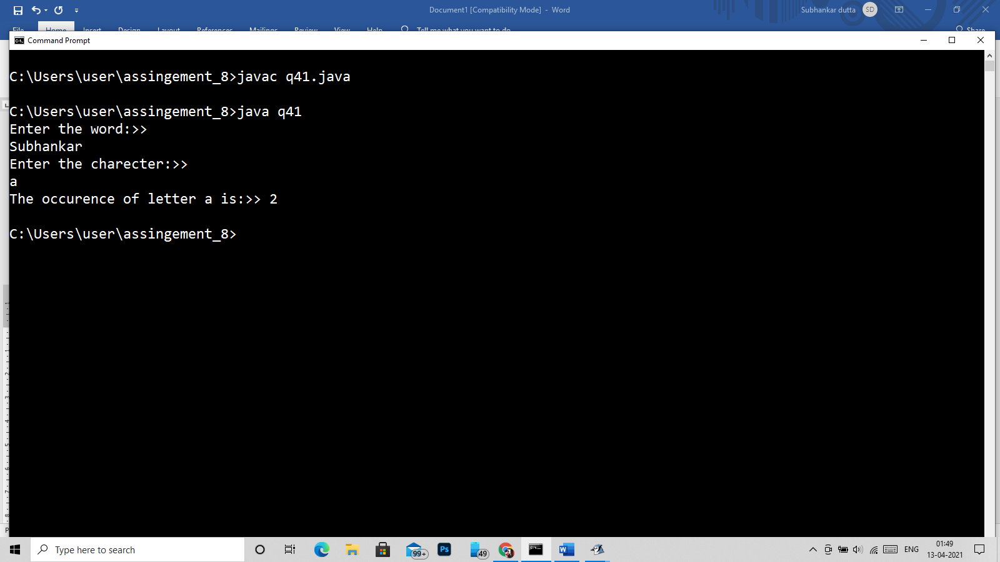 Document1 [Compatibility Mode] - Word
Subhankar dutta
SD
File Home Insert Design Layout References Mailings Review View Help Tell me what you want to do Share
Command Prompt
C:\Users\user\assingement_8>javac q41.java
C:\Users\user\assingement_8>java q41
Enter the word:>>
Subhankar
Enter the charecter:>>
a
The occurence of letter a is:>> 2
C:\Users\user\assingement_8>
Type here to search
99+
Ps
49
ENG
01:49
13-04-2021